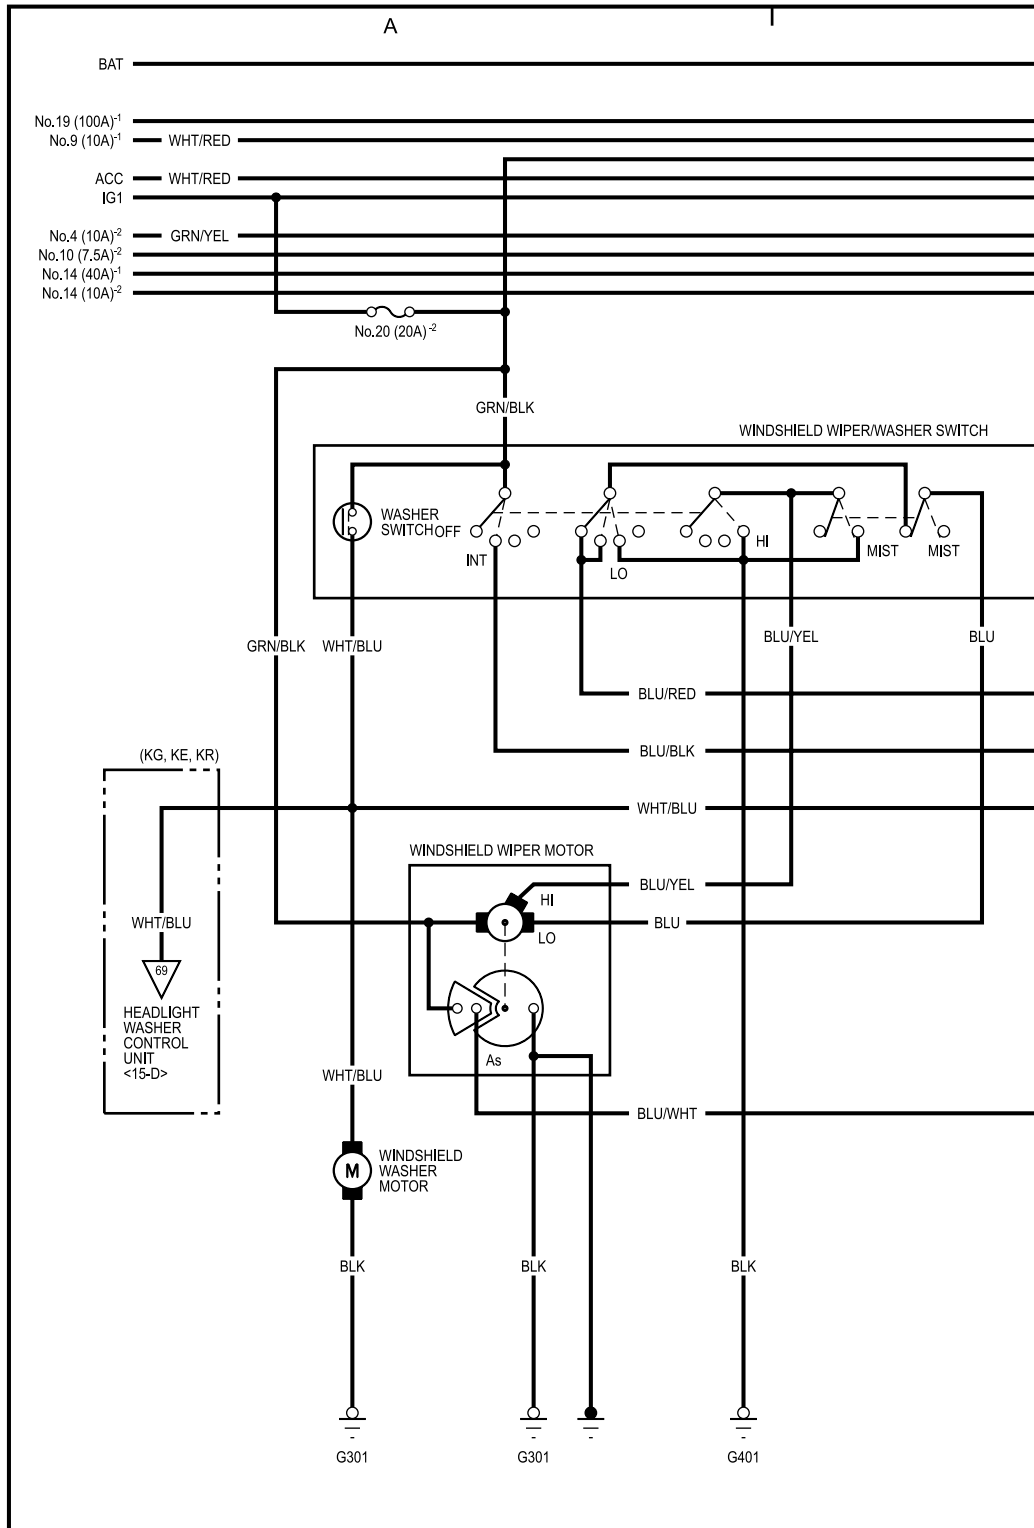 A
BAT
No.19 (100A)-1
No.9 (10A)-1 WHT/RED
ACC WHT/RED
IG1
No.4 (10A)-2 GRN/YEL
No.10 (7.5A)-2
No.14 (40A)-1
No.14 (10A)-2
No.20 (20A)-2
GRN/BLK
WINDSHIELD WIPER/WASHER SWITCH
WASHER
SWITCH
OFF
INT
LO
HI
MIST
MIST
GRN/BLK
WHT/BLU
BLU/YEL
BLU
BLU/RED
BLU/BLK
(KG, KE, KR)
WHT/BLU
WINDSHIELD WIPER MOTOR
BLU/YEL
HI
WHT/BLU
BLU
LO
69
HEADLIGHT
WASHER
CONTROL
UNIT
<15-D>
As
WHT/BLU
BLU/WHT
M
WINDSHIELD
WASHER
MOTOR
BLK
BLK
BLK
G301
G301
G401